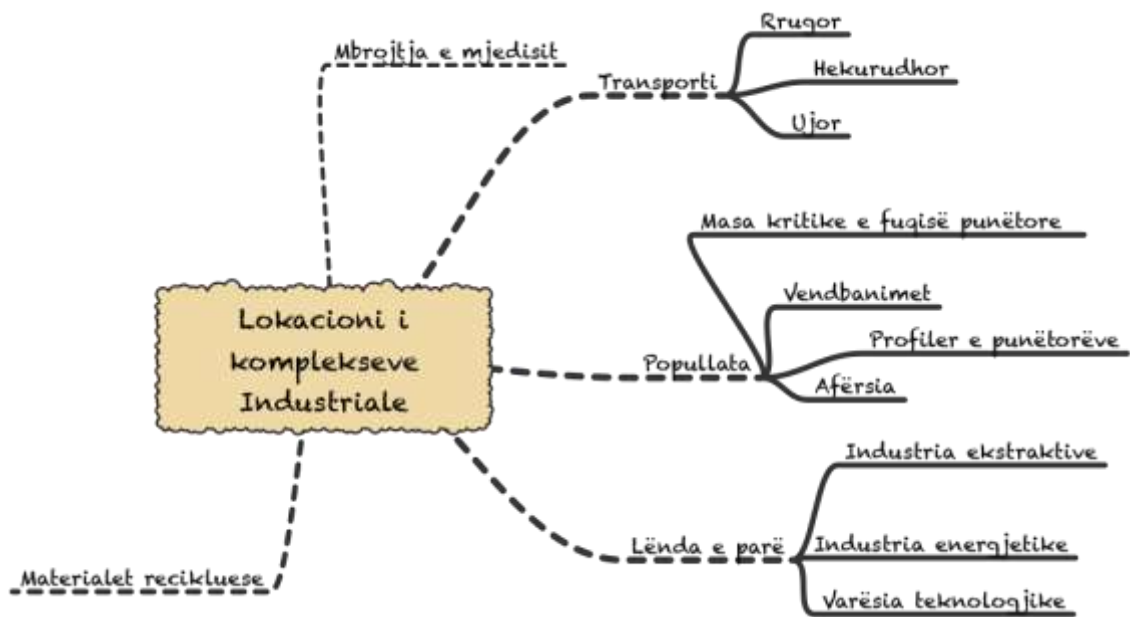 Mbrojtja e mjedisit
Transporti
Rrugor
Hekurudhor
Ujor
Lokacioni i
komplekseve
Industriale
Popullata
Masa kritike e fuqisë punëtore
Vendbanimet
Profiler e punëtorëve
Afërsia
Lënda e parë
Industria ekstraktive
Industria energjetike
Varësia teknologjike
Materialet recikluese